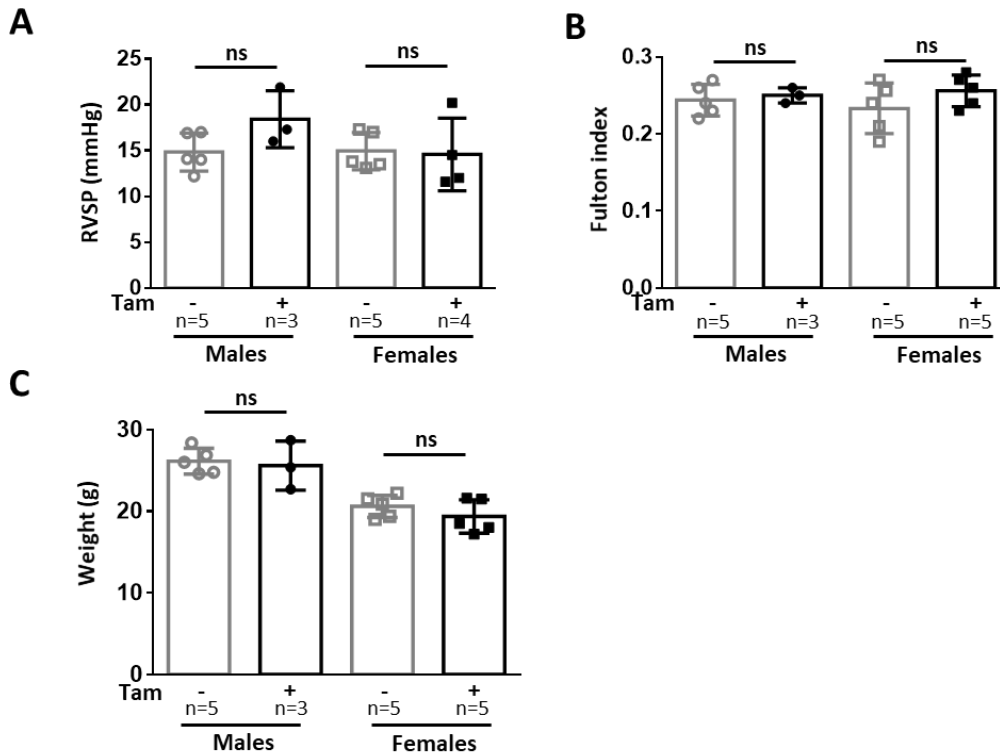 A
ns
ns
RVSP (mmHg)
25
20
15
10
5
0
Tam - + - +
n=5 n=3 n=5 n=4
Males Females
B
ns
ns
Fulton index
0.3
0.2
0.1
0.0
Tam - + - +
n=5 n=3 n=5 n=5
Males Females
C
ns
ns
Weight (g)
30
20
10
0
Tam - + - +
n=5 n=3 n=5 n=5
Males Females